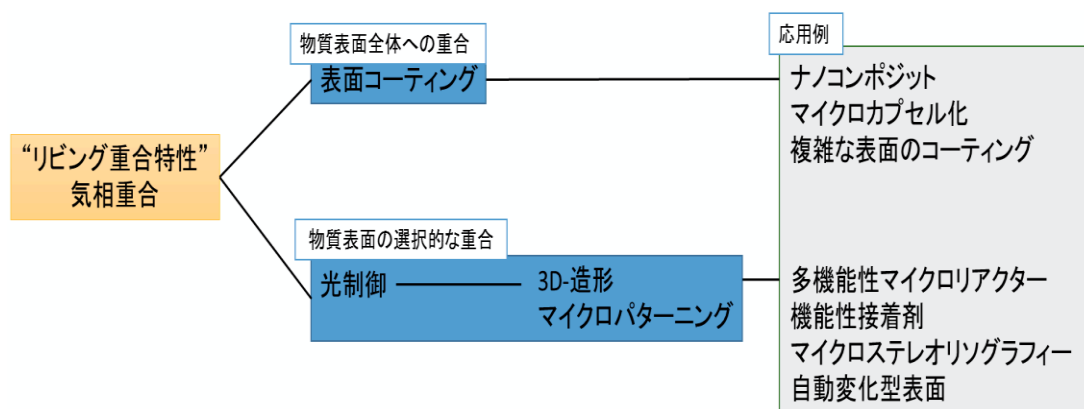 物質表面全体への重合
表面コーティング
“リビング重合特性”
気相重合
物質表面の選択的な重合
光制御
3D-造形
マイクロパターニング
応用例
ナノコンポジット
マイクロカプセル化
複雑な表面のコーティング
多機能性マイクロリアクター
機能性接着剤
マイクロステレオリソグラフィー
自動変化型表面